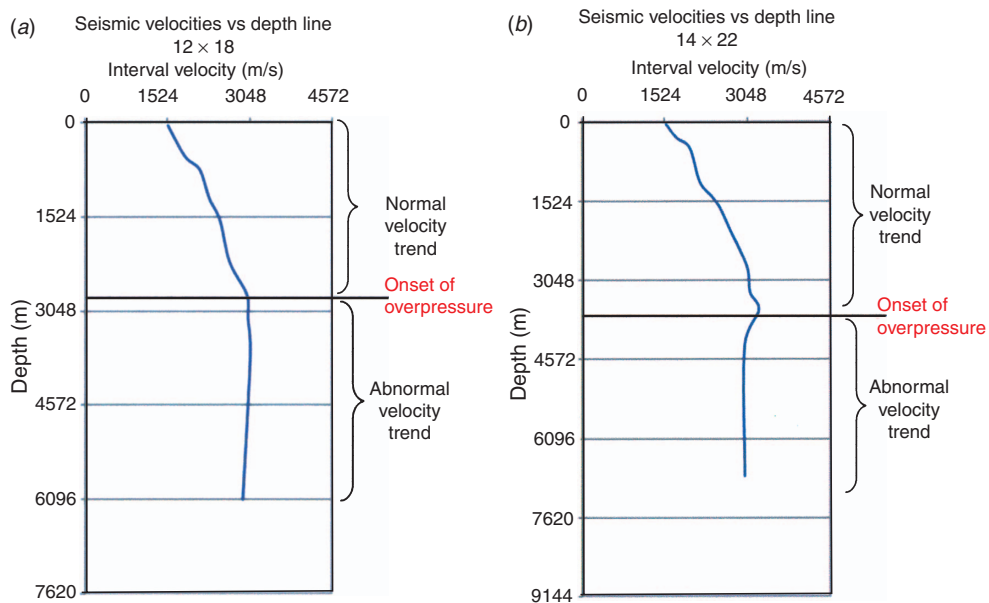 (a)
Seismic velocities vs depth line
12 × 18
Interval velocity (m/s)
0 1524 3048 4572
0
1524
3048
4572
6096
7620
Depth (m)
Normal
velocity
trend
Onset of
overpressure
Abnormal
velocity
trend
(b)
Seismic velocities vs depth line
14 × 22
Interval velocity (m/s)
0 1524 3048 4572
0
1524
3048
4572
6096
7620
9144
Depth (m)
Normal
velocity
trend
Onset of
overpressure
Abnormal
velocity
trend